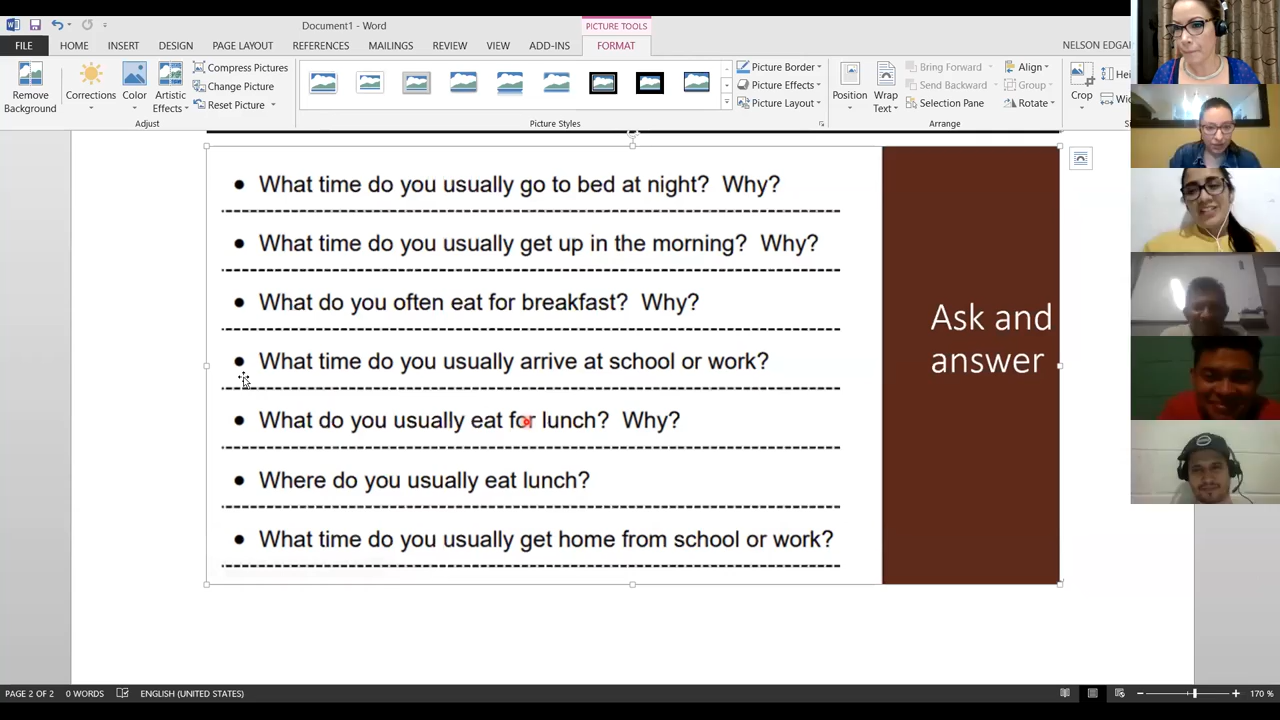 Document1 - Word
PICTURE TOOLS
FILE
HOME
INSERT
DESIGN
PAGE LAYOUT
REFERENCES
MAILINGS
REVIEW
VIEW
ADD-INS
FORMAT
NELSON EDGA
Remove Background
Corrections
Color
Artistic Effects
Compress Pictures
Change Picture
Reset Picture
Adjust
Picture Styles
Picture Border
Picture Effects
Picture Layout
Position
Wrap Text
Bring Forward
Send Backward
Selection Pane
Align
Group
Rotate
Arrange
Crop
Hei
Wid
Si
• What time do you usually go to bed at night? Why?
• What time do you usually get up in the morning? Why?
• What do you often eat for breakfast? Why?
• What time do you usually arrive at school or work?
• What do you usually eat for lunch? Why?
• Where do you usually eat lunch?
• What time do you usually get home from school or work?
Ask and
answer
PAGE 2 OF 2
0 WORDS
ENGLISH (UNITED STATES)
170 %